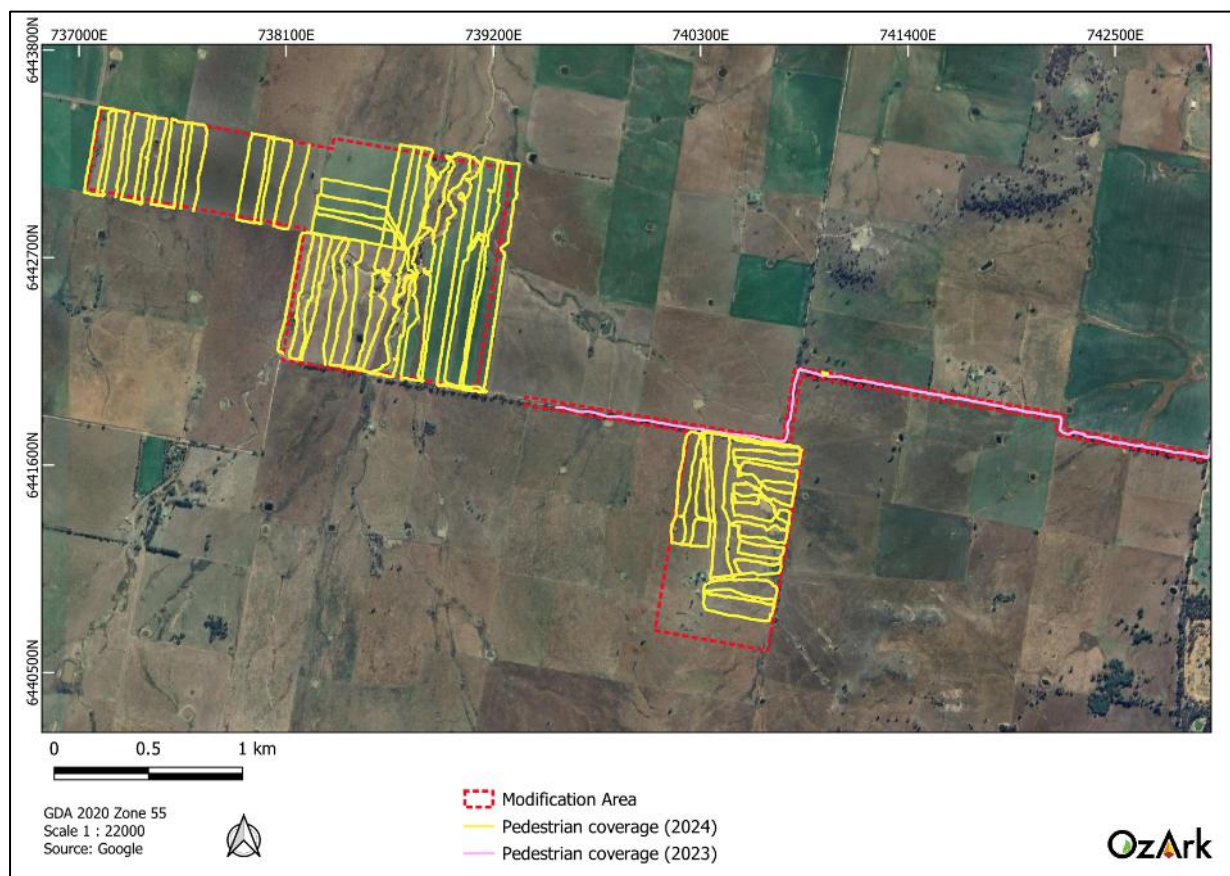 737000E 738100E 739200E 740300E 741400E 742500E
6443800N
6442700N
6441600N
6440500N
0 0.5 1 km
GDA 2020 Zone 55
Scale 1 : 22000
Source: Google
Modification Area
Pedestrian coverage (2024)
Pedestrian coverage (2023)
OzArk